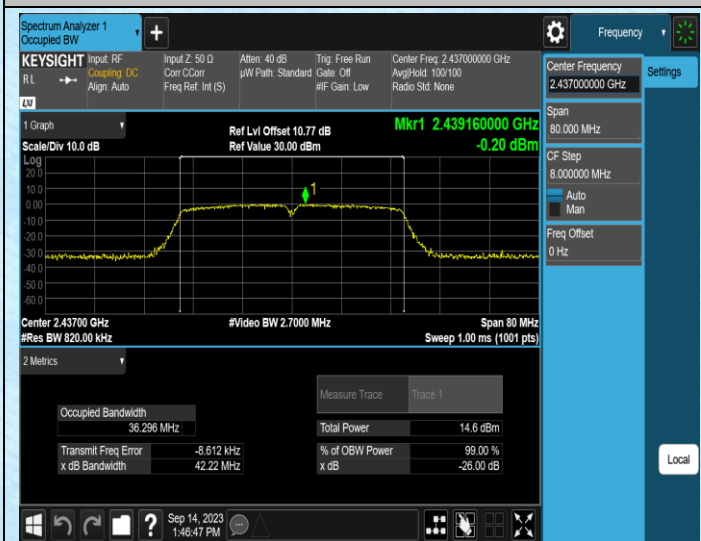 Spectrum Analyzer 1
Occupied BW
Frequency
KEYSIGHT
RL
LXI
Input: RF
Coupling: DC
Align: Auto
Input Z: 50 Ω
Corr CCorr
Freq Ref: Int (S)
Atten: 40 dB
µW Path: Standard
Trig: Free Run
Gate: Off
#IF Gain: Low
Center Freq: 2.437000000 GHz
Avg|Hold: 100/100
Radio Std: None
Center Frequency
2.437000000 GHz
Settings
Span
80.000 MHz
CF Step
8.000000 MHz
Auto
Man
Freq Offset
0 Hz
1 Graph
Scale/Div 10.0 dB
Ref Lvl Offset 10.77 dB
Ref Value 30.00 dBm
Mkr1 2.439160000 GHz
-0.20 dBm
Log
20.0
10.0
0.00
-10.0
-20.0
-30.0
-40.0
-50.0
-60.0
1
Center 2.43700 GHz
#Res BW 820.00 kHz
#Video BW 2.7000 MHz
Span 80 MHz
Sweep 1.00 ms (1001 pts)
2 Metrics
Measure Trace Trace 1
Occupied Bandwidth
36.296 MHz
Total Power 14.6 dBm
Transmit Freq Error -8.612 kHz
x dB Bandwidth 42.22 MHz
% of OBW Power 99.00 %
x dB -26.00 dB
Local
?
Sep 14, 2023
1:46:47 PM